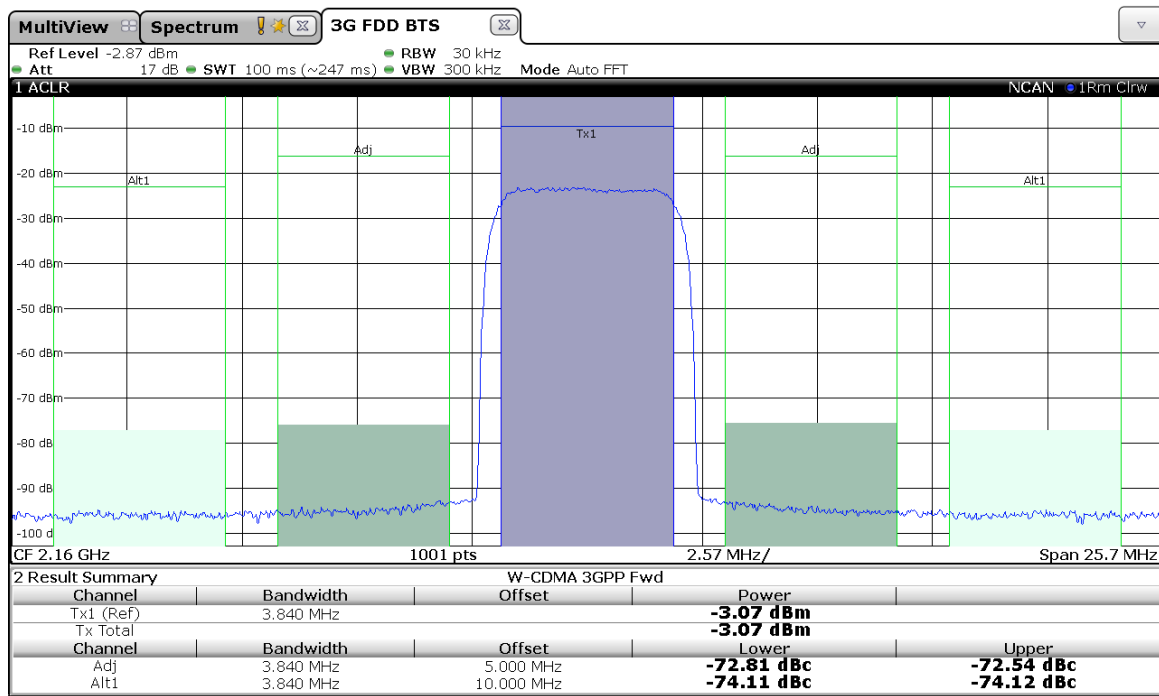 MultiView Spectrum 3G FDD BTS
Ref Level -2.87 dBm RBW 30 kHz
Att 17 dB SWT 100 ms (~247 ms) VBW 300 kHz Mode Auto FFT
1 ACLR NCAN 1Rm Clrw
-10 dBm
Tx1
Adj Adj
-20 dBm
Alt1 Alt1
-30 dBm
-40 dBm
-50 dBm
-60 dBm
-70 dBm
-80 dB
-90 dB
-100 d
CF 2.16 GHz 1001 pts 2.57 MHz/ Span 25.7 MHz
2 Result Summary W-CDMA 3GPP Fwd
Channel Bandwidth Offset Power
Tx1 (Ref) 3.840 MHz -3.07 dBm
Tx Total -3.07 dBm
Channel Bandwidth Offset Lower Upper
Adj 3.840 MHz 5.000 MHz -72.81 dBc -72.54 dBc
Alt1 3.840 MHz 10.000 MHz -74.11 dBc -74.12 dBc